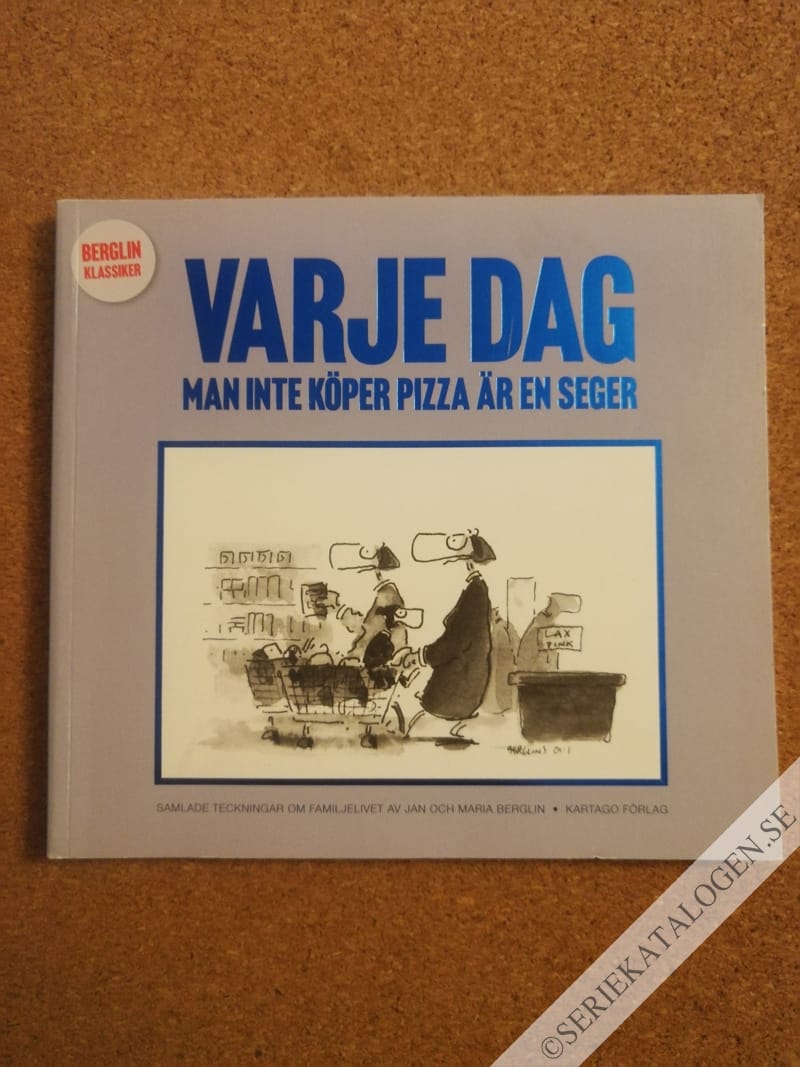 BERGLIN
KLASSIKER
VARJE DAG
MAN INTE KÖPER PIZZA ÄR EN SEGER
LAX
PINK
SAMLADE TECKNINGAR OM FAMILJELIVET AV JAN OCH MARIA BERGLIN • KARTAGO FÖRLAG
©SERIEKATALOGEN.SE